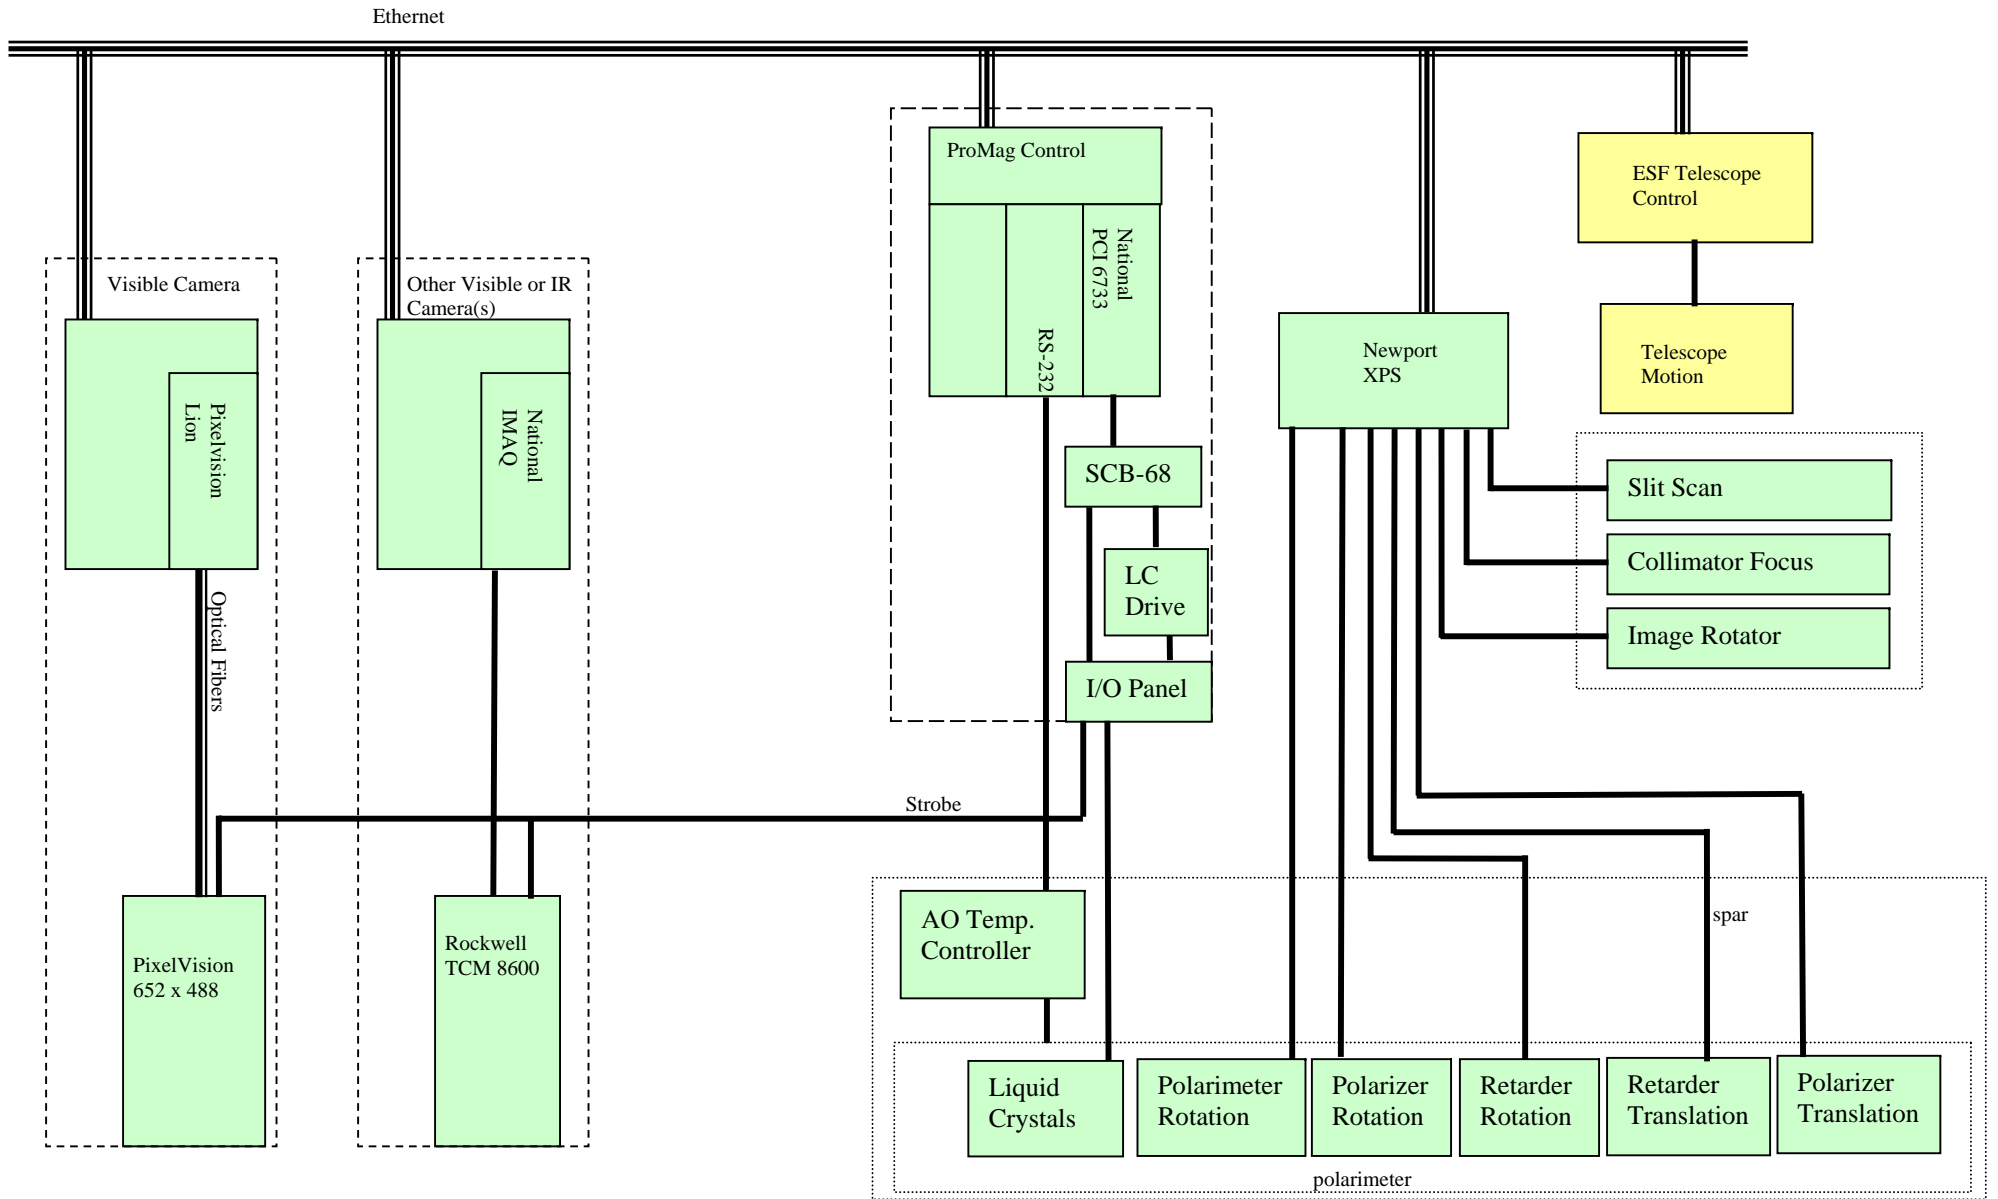 Ethernet
ProMag Control
ESF Telescope
Control
National
PCI 6733
RS-232
Visible Camera
Other Visible or IR
Camera(s)
Newport
XPS
Telescope
Motion
Pixelvision
Lion
National
IMAQ
SCB-68
Slit Scan
Collimator Focus
Image Rotator
LC
Drive
I/O Panel
Optical Fibers
Strobe
spar
AO Temp.
Controller
PixelVision
652 x 488
Rockwell
TCM 8600
Liquid
Crystals
Polarimeter
Rotation
Polarizer
Rotation
Retarder
Rotation
Retarder
Translation
Polarizer
Translation
polarimeter